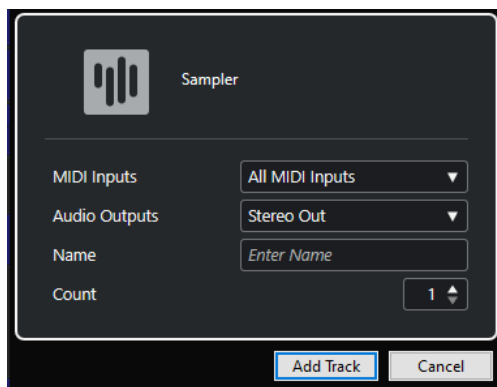 Sampler
MIDI Inputs All MIDI Inputs
Audio Outputs Stereo Out
Name Enter Name
Count 1
Add Track Cancel